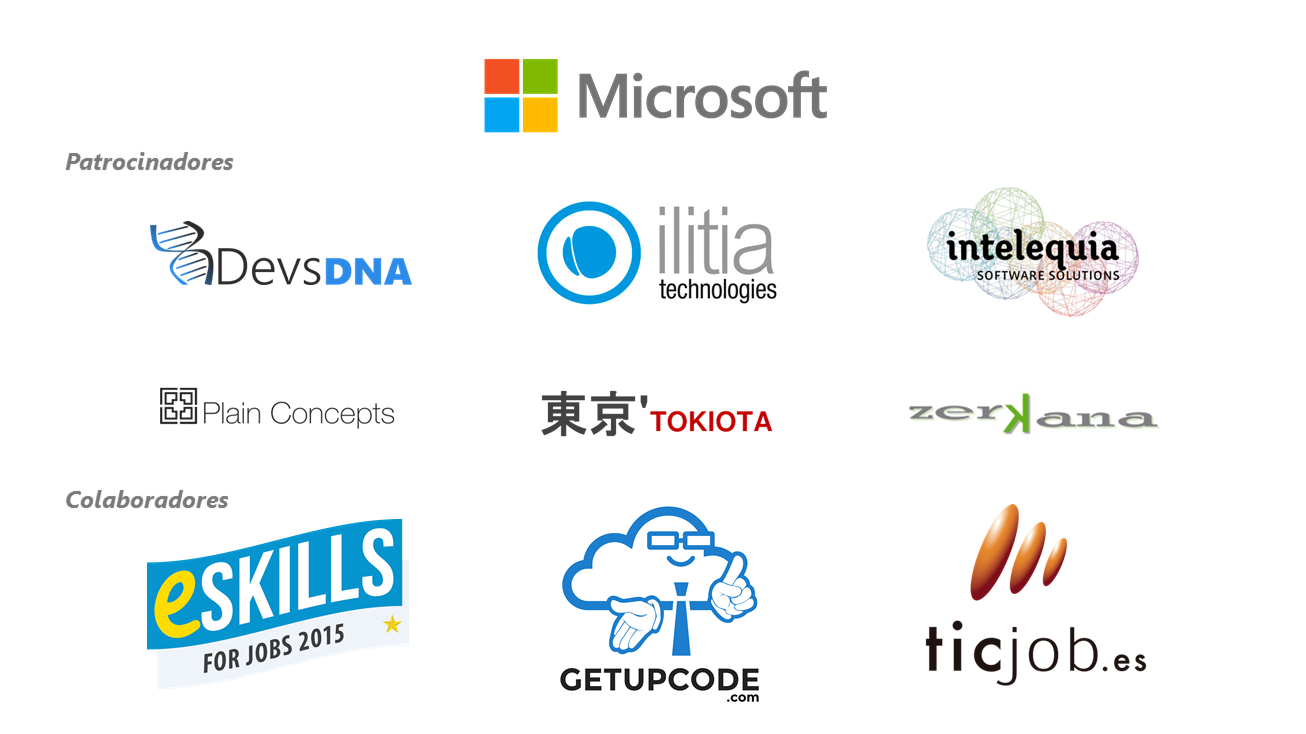 Microsoft
Patrocinadores
DevsDNA
ilitia
technologies
intelequia
SOFTWARE SOLUTIONS
Plain Concepts
東京'TOKIOTA
zerkana
Colaboradores
eSKILLS
FOR JOBS 2015
GETUPCODE
.com
ticjob.es